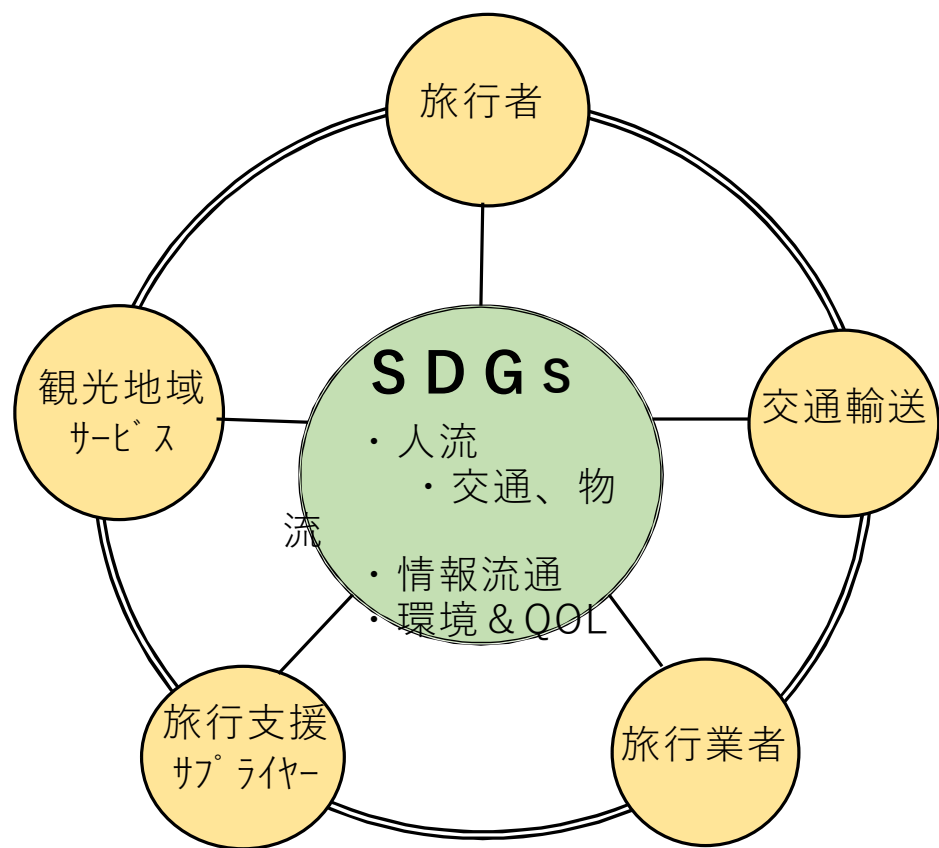 旅行者
観光地域
ｻｰﾋﾞｽ
SDGs
・人流
・交通、物
流
・情報流通
・環境＆QOL
交通輸送
旅行支援
ｻﾌﾟﾗｲﾔｰ
旅行業者